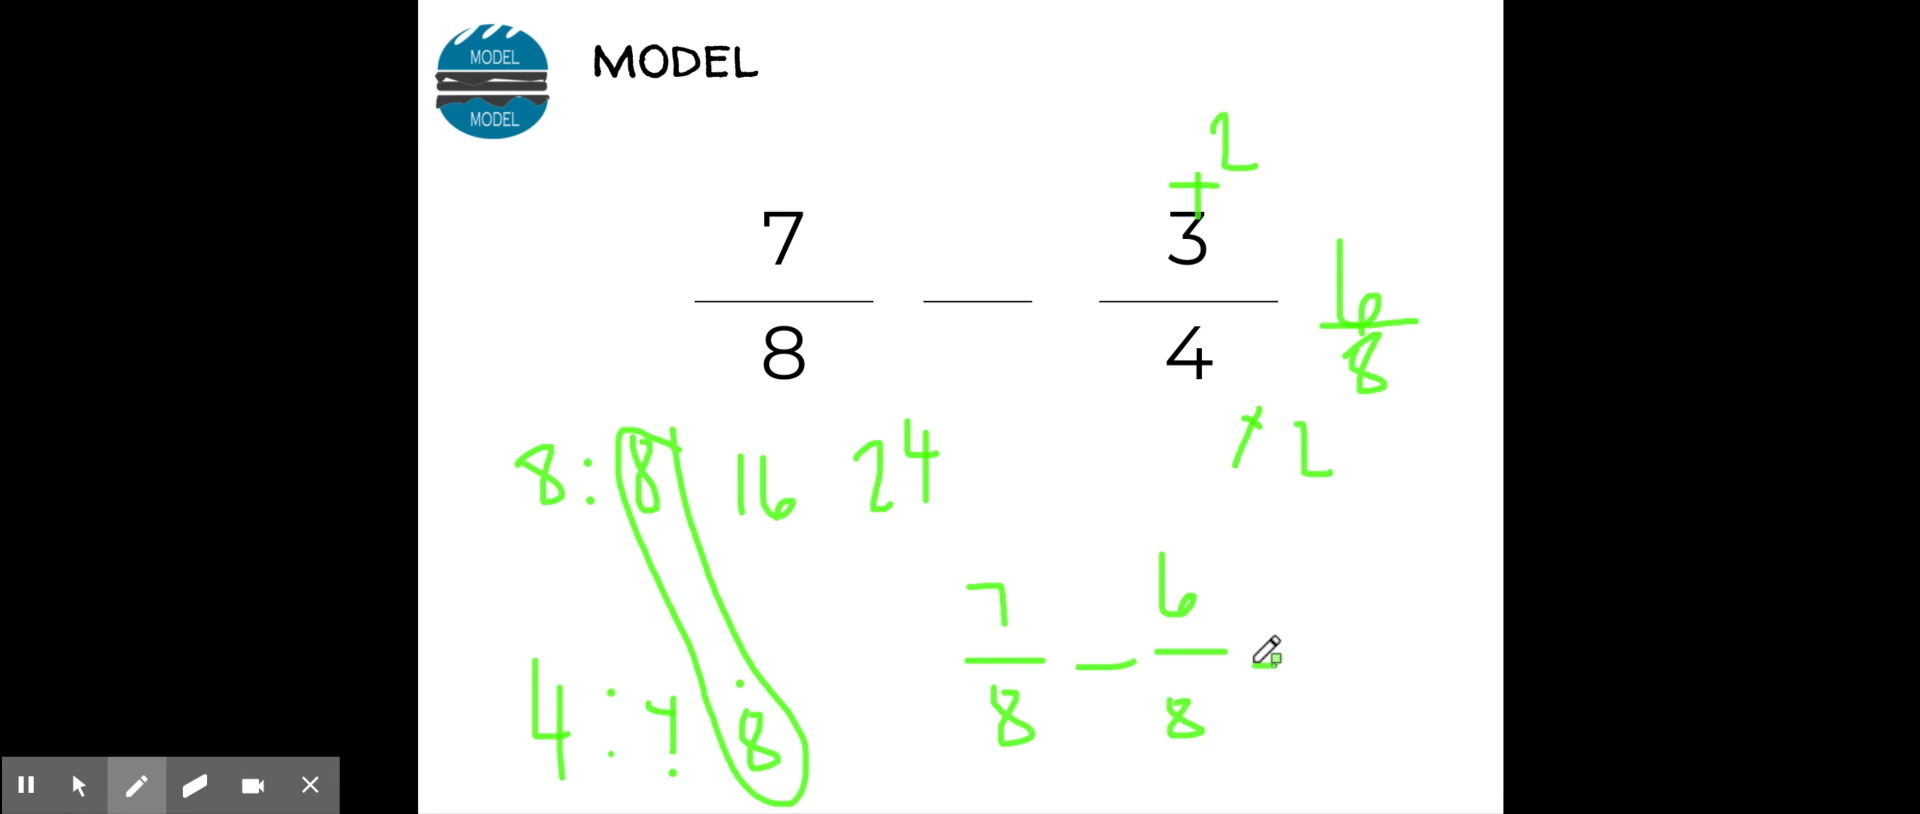 MODEL
MODEL
MODEL
2
+
7 — 3
8 4
6
8
× 2
8: 8 16 24
7 — 6 =
8 8
4: 4 8